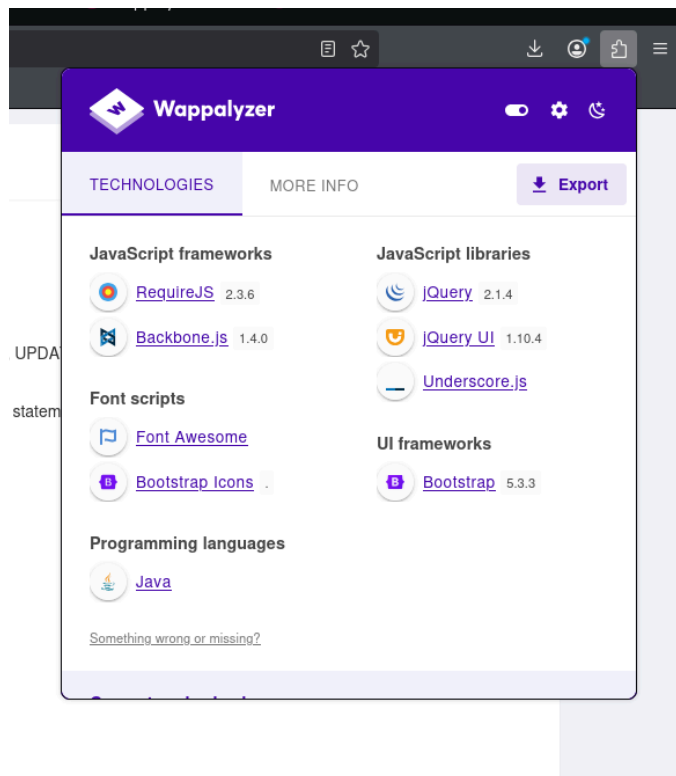 Wappalyzer
TECHNOLOGIES
MORE INFO
Export
JavaScript frameworks
RequireJS 2.3.6
Backbone.js 1.4.0
Font scripts
Font Awesome
Bootstrap Icons .
Programming languages
Java
Something wrong or missing?
JavaScript libraries
jQuery 2.1.4
jQuery UI 1.10.4
Underscore.js
UI frameworks
Bootstrap 5.3.3
UPDA
statem